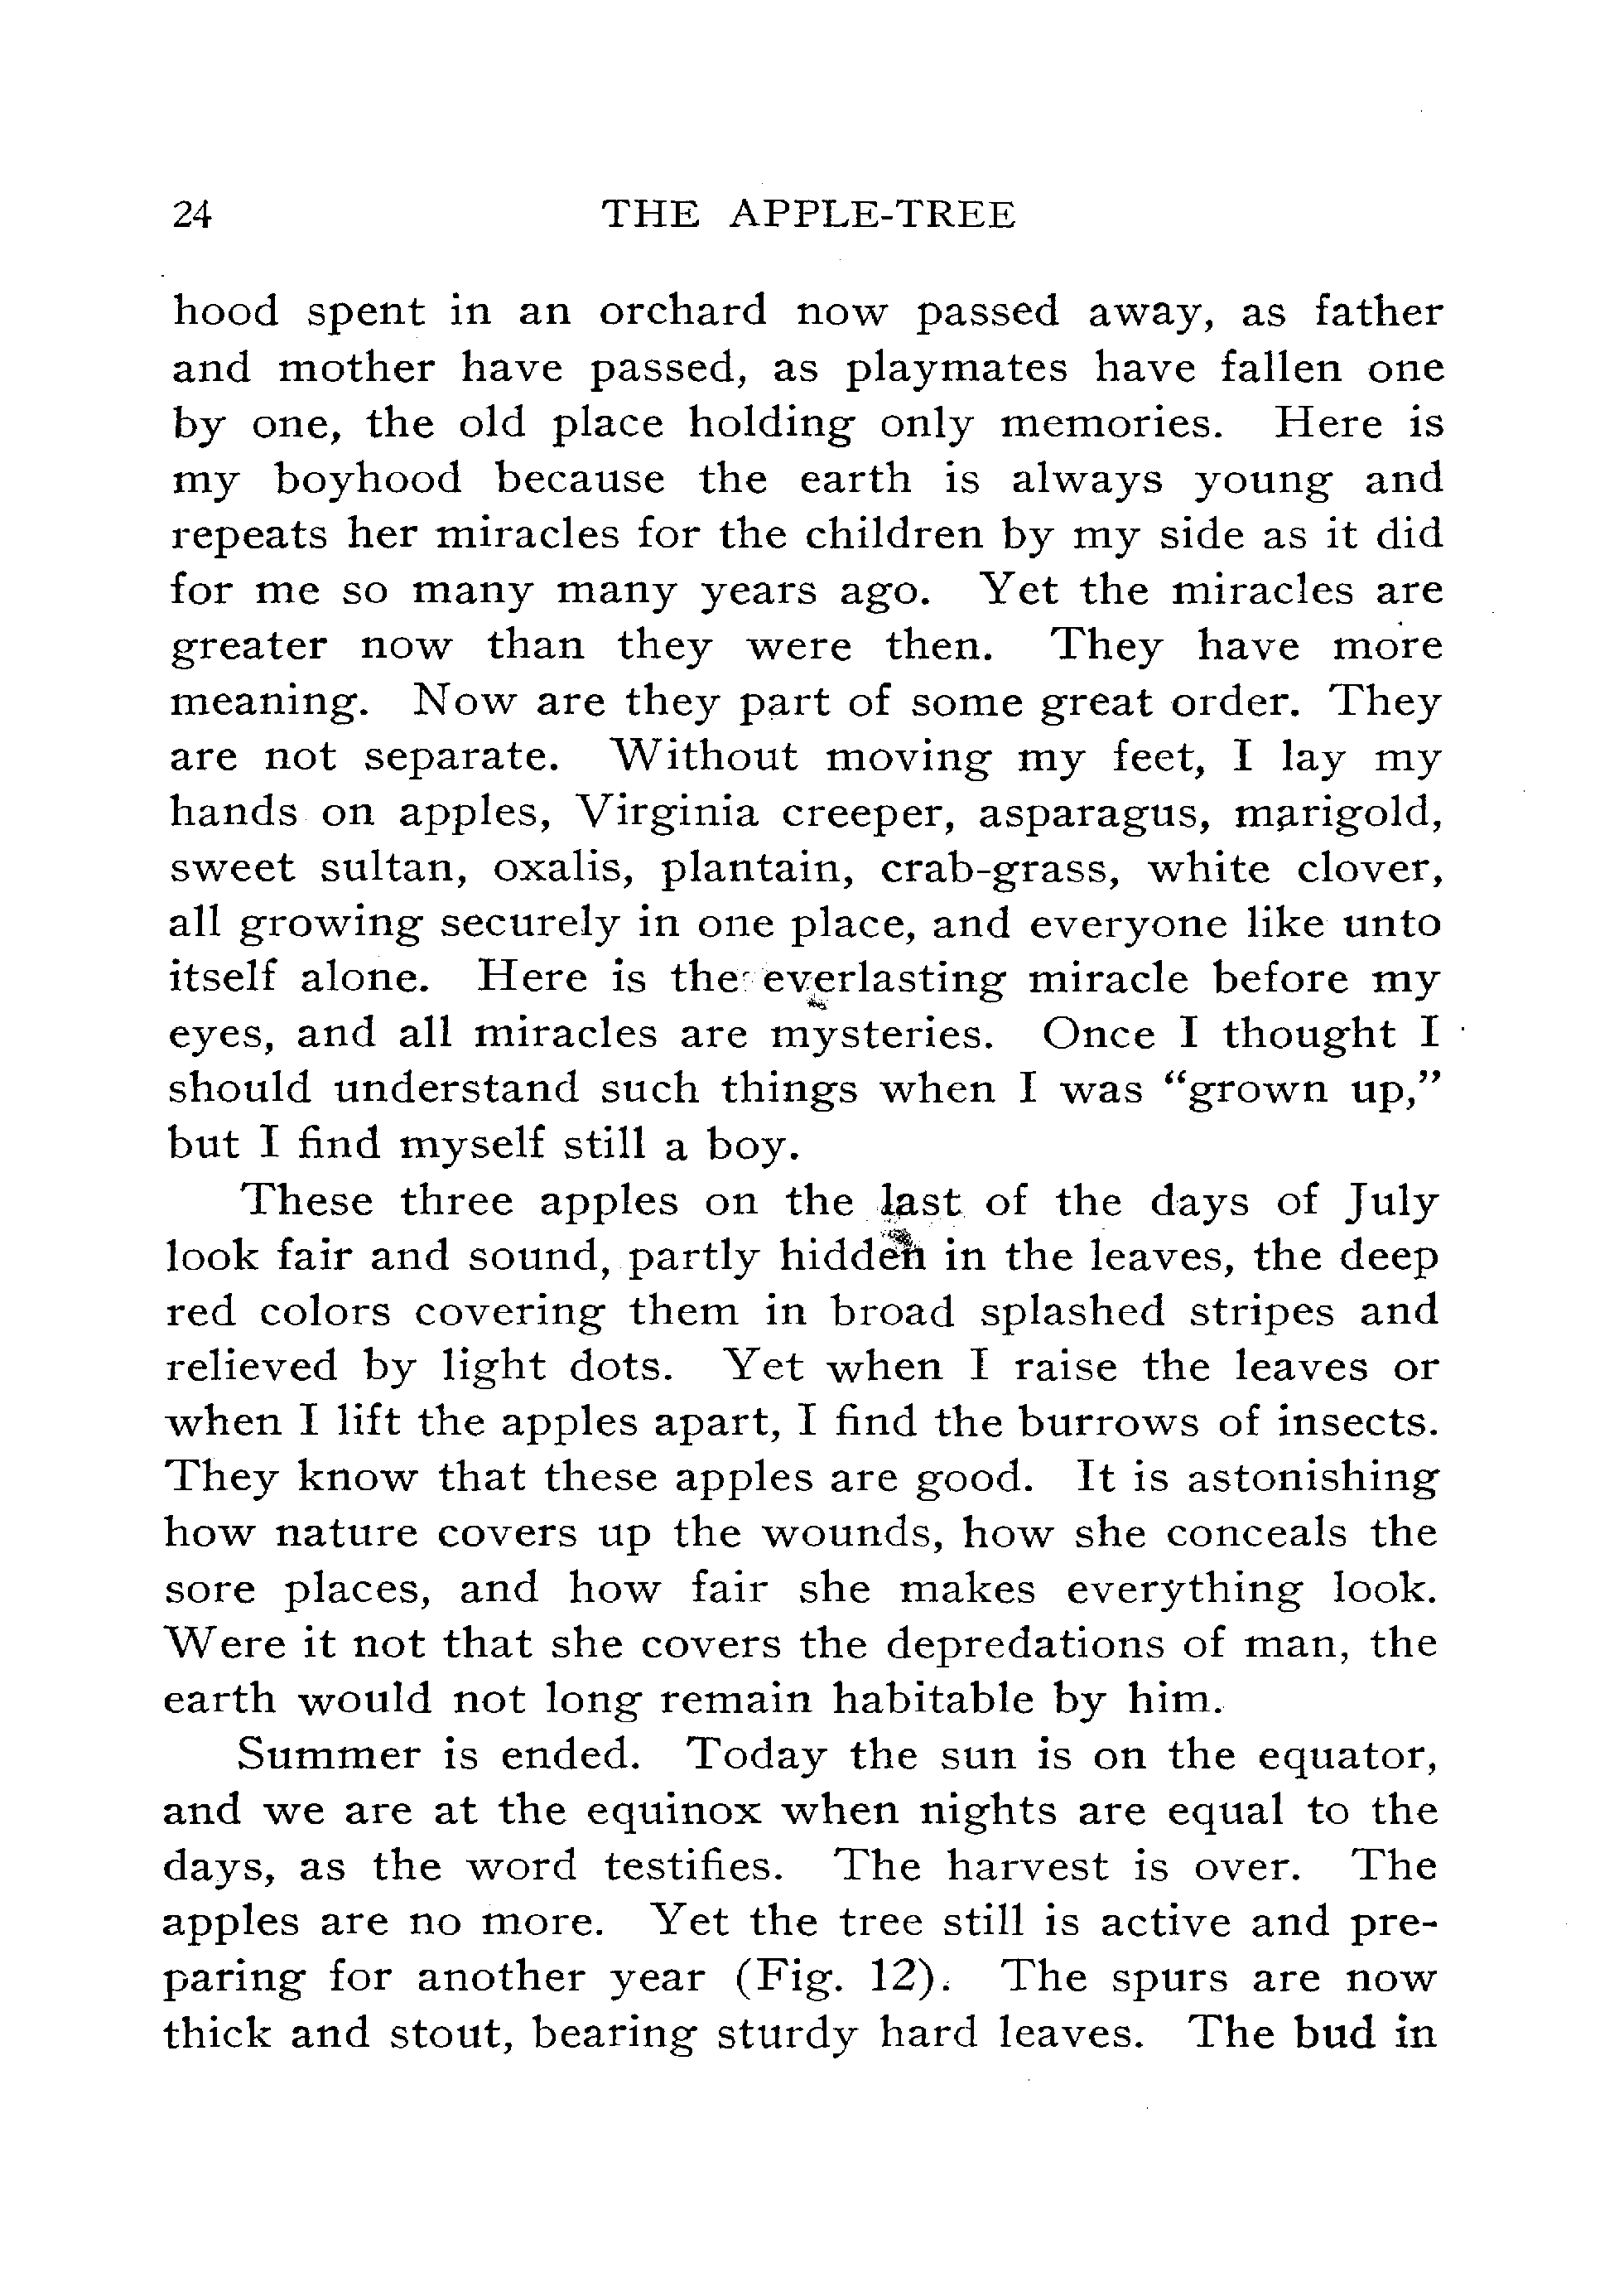 24 THE APPLE-TREE
hood spent in an orchard now passed away, as father
and mother have passed, as playmates have fallen one
by one, the old place holding only memories. Here is
my boyhood because the earth is always young and
repeats her miracles for the children by my side as it did
for me so many many years ago. Yet the miracles are
greater now than they were then. They have more
meaning. Now are they part of some great order. They
are not separate. Without moving my feet, I lay my
hands on apples, Virginia creeper, asparagus, marigold,
sweet sultan, oxalis, plantain, crab-grass, white clover,
all growing securely in one place, and everyone like unto
itself alone. Here is the everlasting miracle before my
eyes, and all miracles are mysteries. Once I thought I
should understand such things when I was “grown up,”
but I find myself still a boy.
These three apples on the last of the days of July
look fair and sound, partly hidden in the leaves, the deep
red colors covering them in broad splashed stripes and
relieved by light dots. Yet when I raise the leaves or
when I lift the apples apart, I find the burrows of insects.
They know that these apples are good. It is astonishing
how nature covers up the wounds, how she conceals the
sore places, and how fair she makes everything look.
Were it not that she covers the depredations of man, the
earth would not long remain habitable by him.
Summer is ended. Today the sun is on the equator,
and we are at the equinox when nights are equal to the
days, as the word testifies. The harvest is over. The
apples are no more. Yet the tree still is active and pre-
paring for another year (Fig. 12). The spurs are now
thick and stout, bearing sturdy hard leaves. The bud in